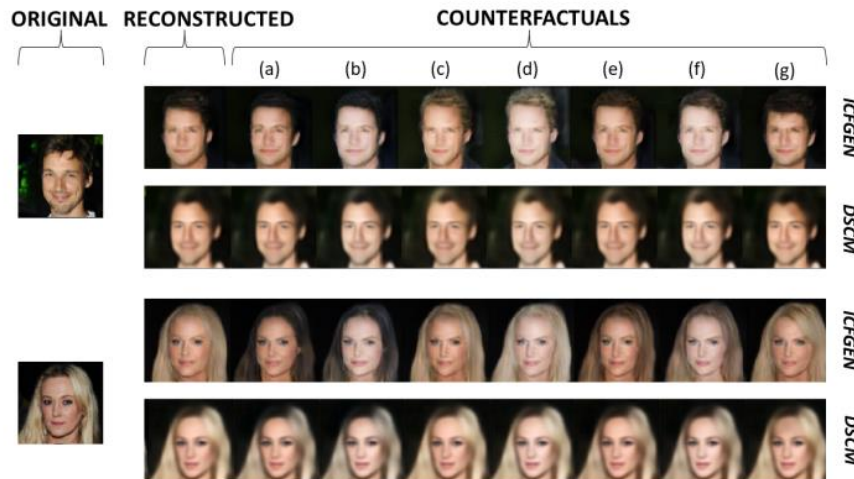 ORIGINAL RECONSTRUCTED COUNTERFACTUALS
(a) (b) (c) (d) (e) (f) (g)
ICFGEN
DSCM
ICFGEN
DSCM